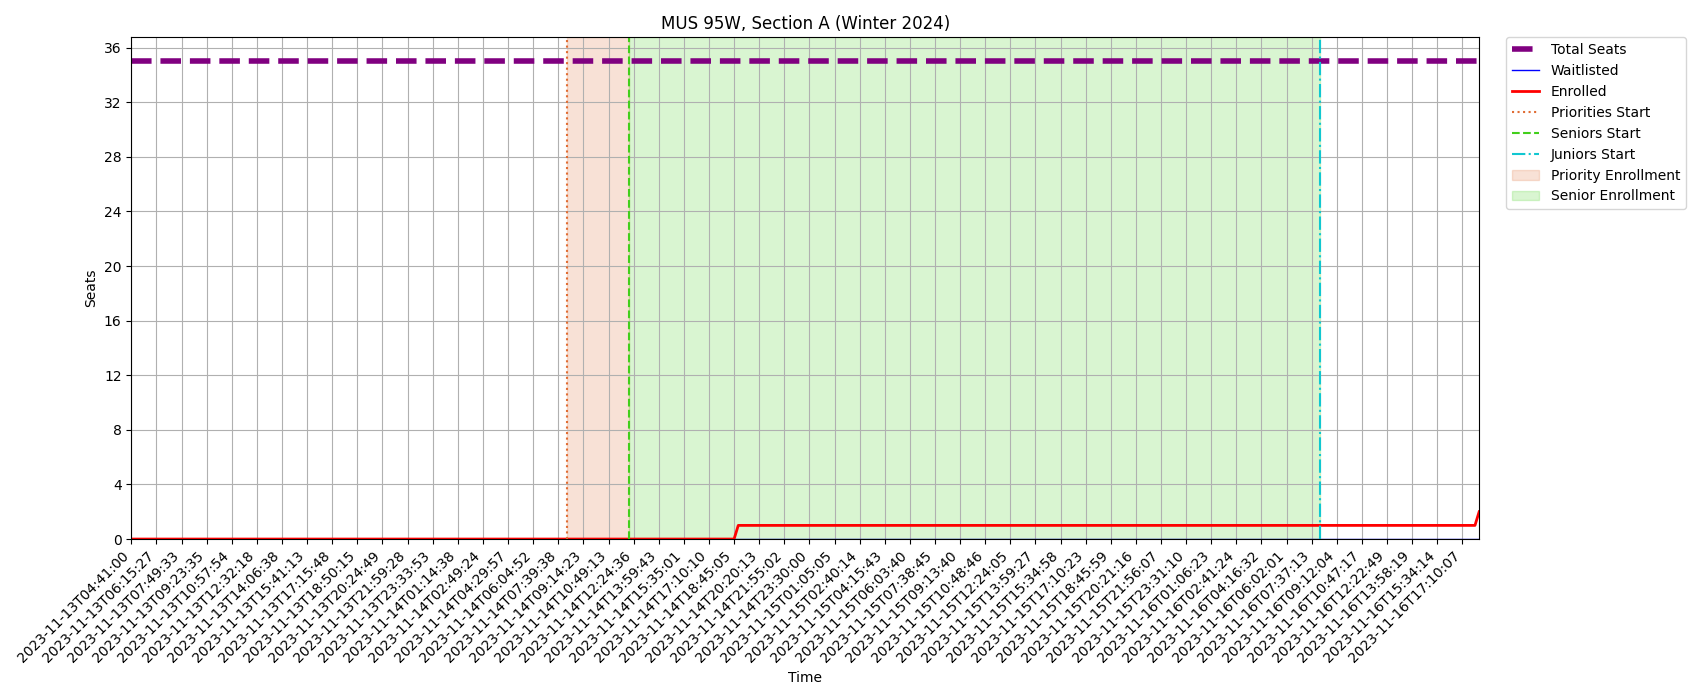 MUS 95W, Section A (Winter 2024)
Total Seats
Waitlisted
Enrolled
Priorities Start
Seniors Start
Juniors Start
Priority Enrollment
Senior Enrollment
Seats
36
32
28
24
20
16
12
8
4
0
2023-11-13T04:41:00
2023-11-13T06:15:27
2023-11-13T07:49:33
2023-11-13T09:23:35
2023-11-13T10:57:54
2023-11-13T12:32:18
2023-11-13T14:06:38
2023-11-13T15:41:13
2023-11-13T17:15:48
2023-11-13T18:50:15
2023-11-13T20:24:49
2023-11-13T21:59:28
2023-11-13T23:33:53
2023-11-14T01:14:38
2023-11-14T02:49:24
2023-11-14T04:29:57
2023-11-14T06:04:52
2023-11-14T07:39:38
2023-11-14T09:14:23
2023-11-14T10:49:13
2023-11-14T12:24:36
2023-11-14T13:59:43
2023-11-14T15:35:01
2023-11-14T17:10:10
2023-11-14T18:45:05
2023-11-14T20:20:13
2023-11-14T21:55:02
2023-11-14T23:30:00
2023-11-15T01:05:05
2023-11-15T02:40:14
2023-11-15T04:15:43
2023-11-15T06:03:40
2023-11-15T07:38:45
2023-11-15T09:13:40
2023-11-15T10:48:46
2023-11-15T12:24:05
2023-11-15T13:59:27
2023-11-15T15:34:58
2023-11-15T17:10:23
2023-11-15T18:45:59
2023-11-15T20:21:16
2023-11-15T21:56:07
2023-11-15T23:31:10
2023-11-16T01:06:23
2023-11-16T02:41:24
2023-11-16T04:16:32
2023-11-16T06:02:01
2023-11-16T07:37:13
2023-11-16T09:12:04
2023-11-16T10:47:17
2023-11-16T12:22:49
2023-11-16T13:58:19
2023-11-16T15:34:14
2023-11-16T17:10:07
Time